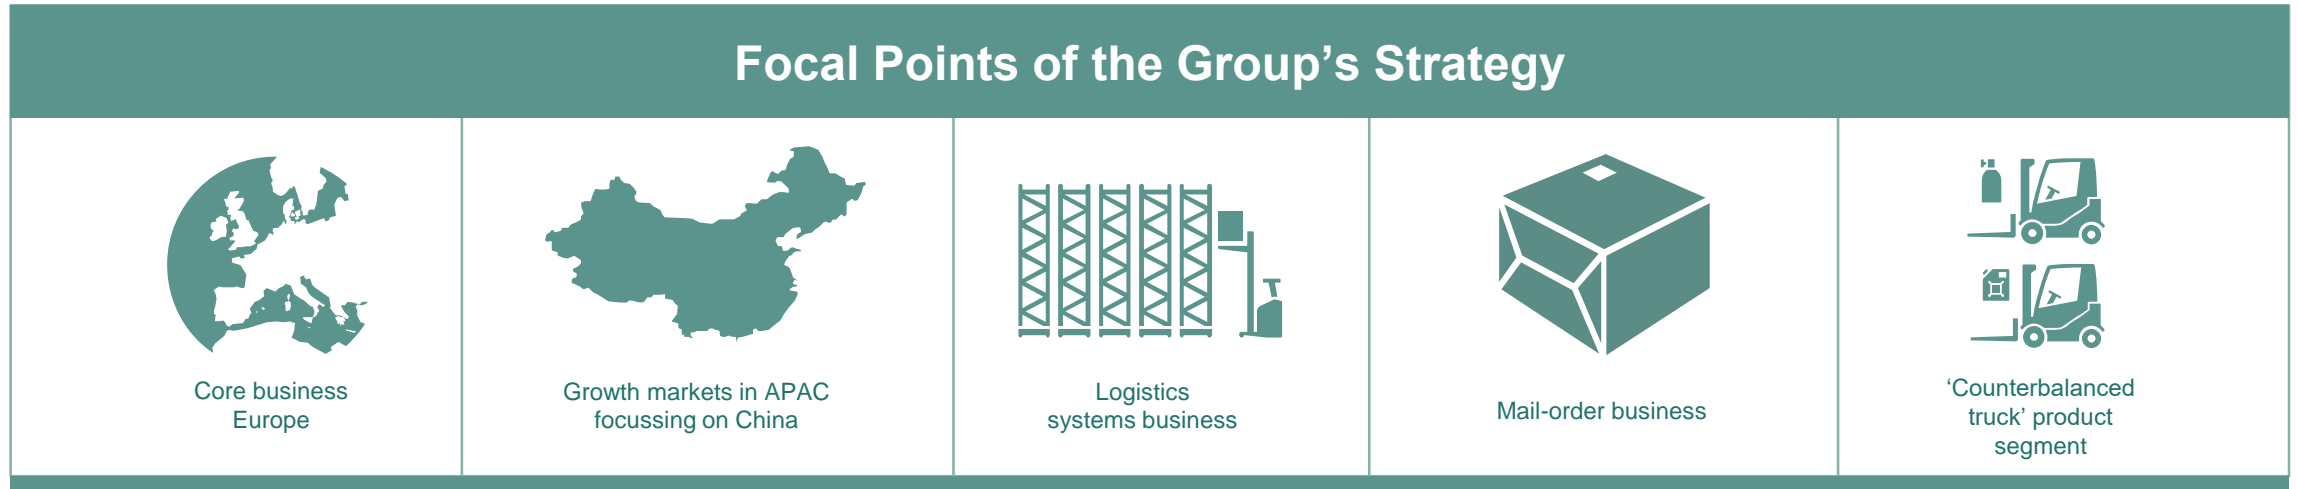 Focal Points of the Group’s Strategy
Core business
Europe
Growth markets in APAC
focussing on China
Logistics
systems business
Mail-order business
‘Counterbalanced
truck’ product
segment